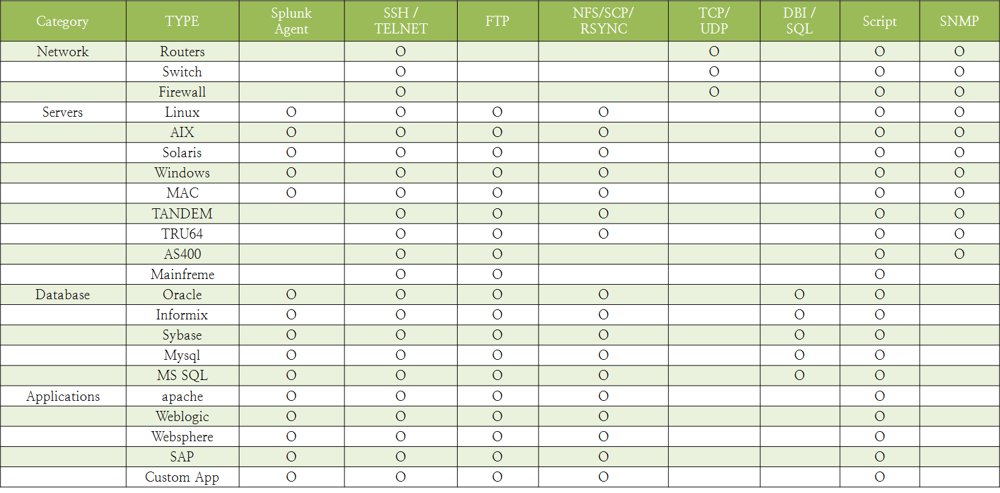 Category TYPE Splunk Agent SSH / TELNET FTP NFS/SCP/ RSYNC TCP/ UDP DBI / SQL Script SNMP
Network Routers O O O O
Switch O O O O
Firewall O O O O
Servers Linux O O O O O O
AIX O O O O O O
Solaris O O O O O O
Windows O O O O O O
MAC O O O O O O
TANDEM O O O O O
TRU64 O O O O O
AS400 O O O O
Mainfreme O O O
Database Oracle O O O O O O
Informix O O O O O O
Sybase O O O O O O
Mysql O O O O O O
MS SQL O O O O O O
Applications apache O O O O O
Weblogic O O O O O
Websphere O O O O O
SAP O O O O O
Custom App O O O O O